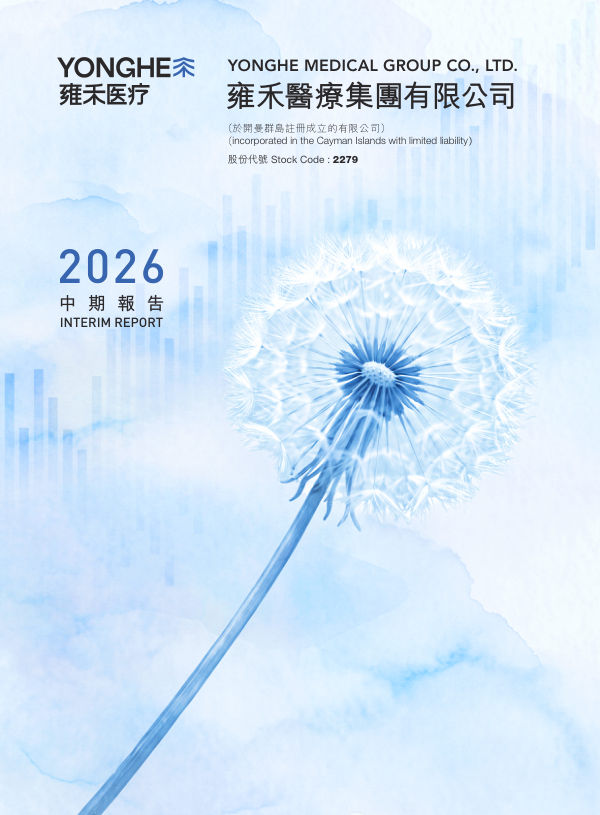 YONGHE
雍禾医疗
YONGHE MEDICAL GROUP CO., LTD.
雍禾醫療集團有限公司
(於開曼群島註冊成立的有限公司)
(incorporated in the Cayman Islands with limited liability)
股份代號 Stock Code : 2279
2026
中期報告
INTERIM REPORT